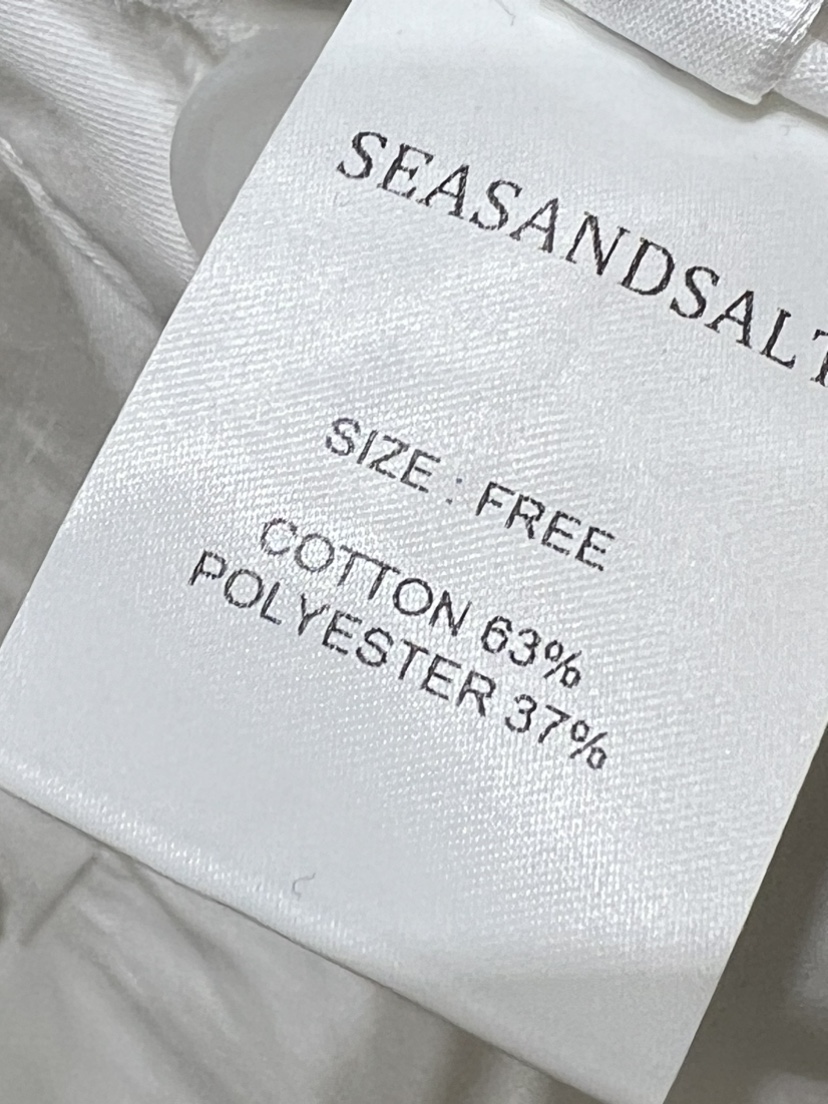 SEASANDSALT
SIZE : FREE
COTTON 63%
POLYESTER 37%